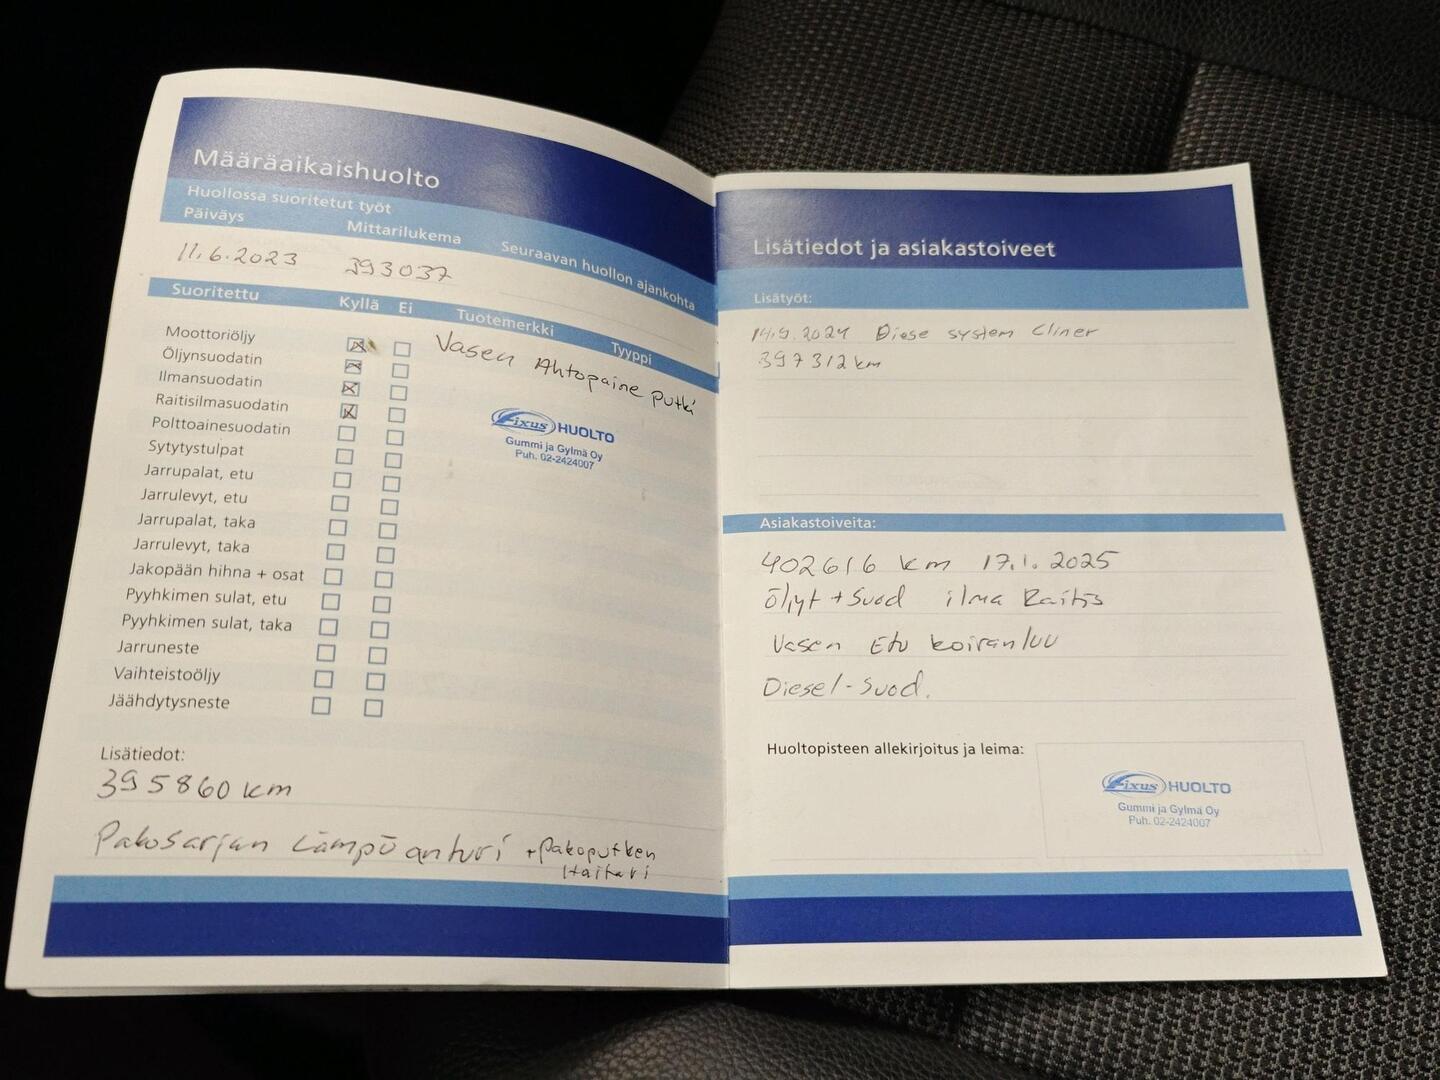 Määräaikaishuolto
Huollossa suoritetut työt
Päiväys Mittarilukema Seuraavan huollon ajankohta
11.6.2023 393037
Suoritettu Kyllä Ei Tuotemerkki Tyyppi
Vasen Ahtopaine putki
Moottoriöljy
Öljynsuodatin
Ilmansuodatin
Raitisilmasuodatin
Polttoainesuodatin
Sytytystulpat
Jarrupalat, etu
Jarrulevyt, etu
Jarrupalat, taka
Jarrulevyt, taka
Jakopään hihna + osat
Pyyhkimen sulat, etu
Pyyhkimen sulat, taka
Jarruneste
Vaihteistoöljy
Jäähdytysneste
Fixus HUOLTO
Gummi ja Gylmä Oy
Puh. 02-2424007
Lisätiedot:
395860 km
Pakosarjan Lämpö anturi + pakoputken
Haitari
Lisätiedot ja asiakastoiveet
Lisätyöt:
14.9.2024 Diese system Cliner
397312 km
Asiakastoiveita:
402616 km 17.1.2025
Öljyt + Suod ilma Raitis
Vasen Etu koiranluu
Diesel-Suod.
Huoltopisteen allekirjoitus ja leima:
Fixus HUOLTO
Gummi ja Gylmä Oy
Puh. 02-2424007